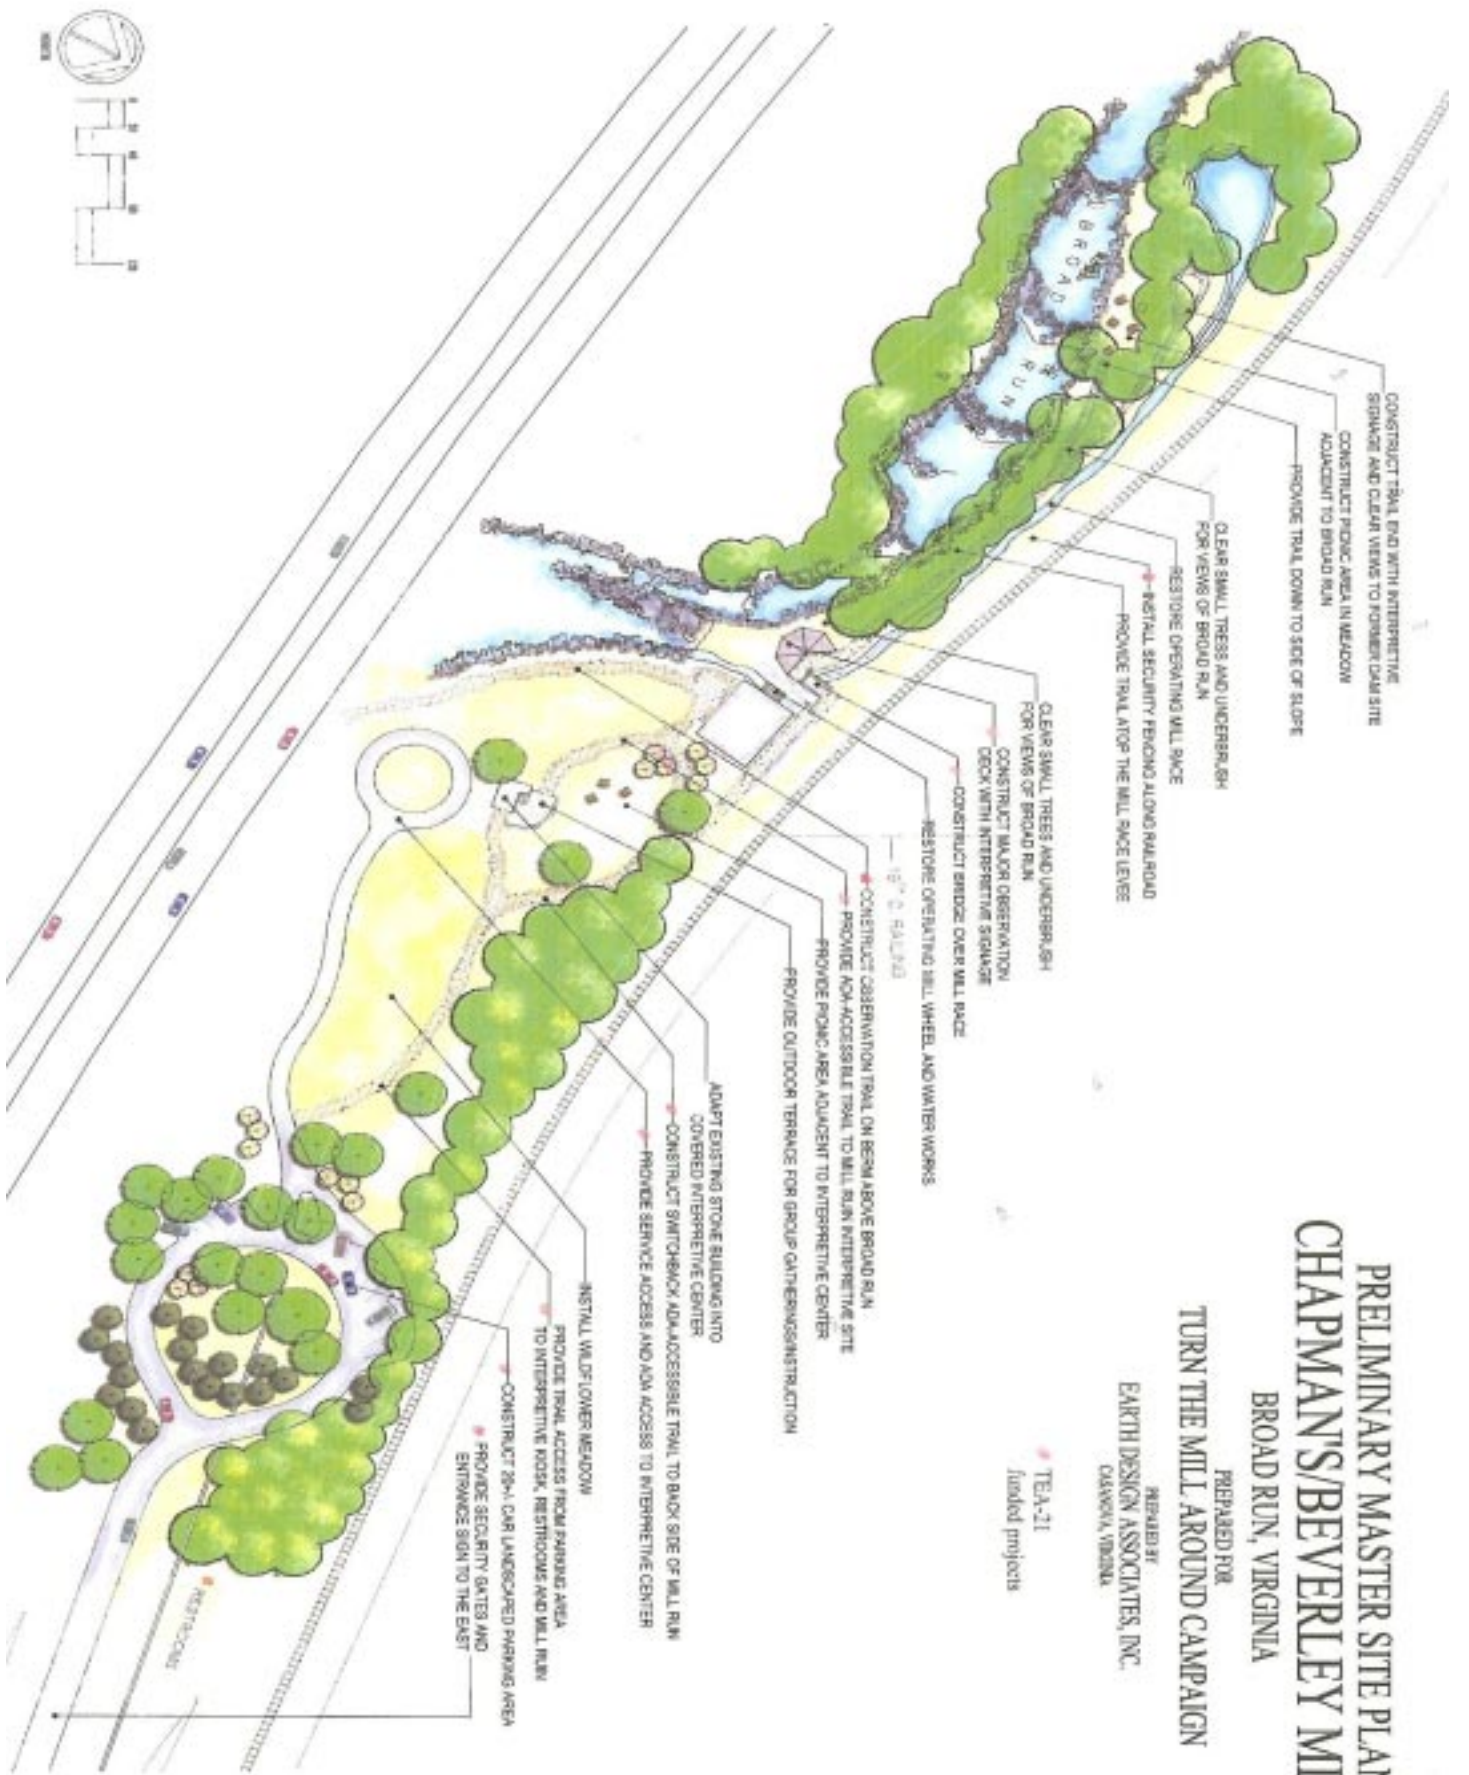 PRELIMINARY MASTER SITE PLAN
CHAPMAN'S/BEVERLEY MI
BROAD RUN, VIRGINIA
PREPARED FOR
TURN THE MILL AROUND CAMPAIGN
PREPARED BY
EARTH DESIGN ASSOCIATES, INC.
CASANOVA, VIRGINIA
TEA-21
funded projects
CONSTRUCT TRAIL END WITH INTERPRETIVE
SIGNAGE AND CLEAR VIEWS TO FORMER DAM SITE
CONSTRUCT PICNIC AREA IN MEADOW
ADJACENT TO BROAD RUN
PROVIDE TRAIL DOWN TO SIDE OF SLOPE
CLEAR SMALL TREES AND UNDERBRUSH
FOR VIEWS OF BROAD RUN
RESTORE OPERATING MILL RACE
INSTALL SECURITY FENCING ALONG RAILROAD
PROVIDE TRAIL ATOP THE MILL RACE LEVEE
CLEAR SMALL TREES AND UNDERBRUSH
FOR VIEWS OF BROAD RUN
CONSTRUCT MAJOR OBSERVATION
DECK WITH INTERPRETIVE SIGNAGE
CONSTRUCT BRIDGE OVER MILL RACE
RESTORE OPERATING MILL WHEEL AND WATER WORKS
CONSTRUCT OBSERVATION TRAIL ON BERM ABOVE BROAD RUN
PROVIDE ADA-ACCESSIBLE TRAIL TO MILL RUIN INTERPRETIVE SITE
PROVIDE PICNIC AREA ADJACENT TO INTERPRETIVE CENTER
PROVIDE OUTDOOR TERRACE FOR GROUP GATHERINGS/INSTRUCTION
ADAPT EXISTING STONE BUILDING INTO
COVERED INTERPRETIVE CENTER
CONSTRUCT SWITCHBACK ADA-ACCESSIBLE TRAIL TO BACK SIDE OF MILL RUIN
PROVIDE SERVICE ACCESS AND ADA ACCESS TO INTERPRETIVE CENTER
INSTALL WILDFLOWER MEADOW
PROVIDE TRAIL ACCESS FROM PARKING AREA
TO INTERPRETIVE KIOSK, RESTROOMS AND MILL RUIN
CONSTRUCT 20+/- CAR LANDSCAPED PARKING AREA
PROVIDE SECURITY GATES AND
ENTRANCE SIGN TO THE EAST
BROAD
RUN
RESTROOMS
NORTH